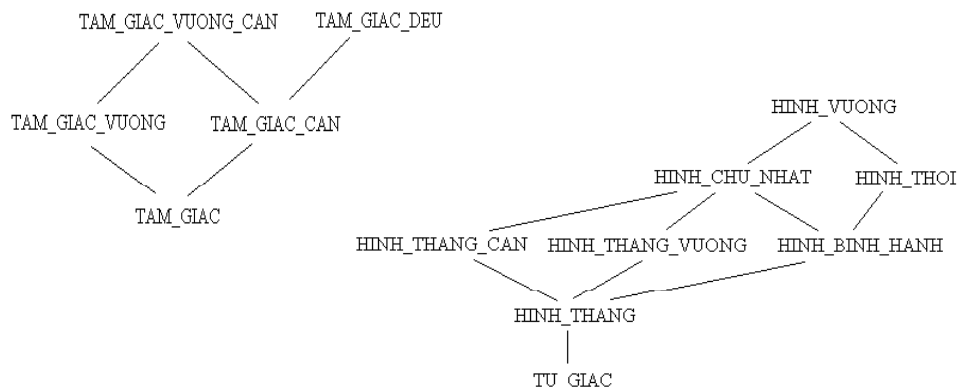 TAM_GIAC_VUONG_CAN TAM_GIAC_DEU
TAM_GIAC_VUONG TAM_GIAC_CAN
TAM_GIAC
HINH_VUONG
HINH_CHU_NHAT HINH_THOI
HINH_THANG_CAN HINH_THANG_VUONG HINH_BINH_HANH
HINH_THANG
TU_GIAC